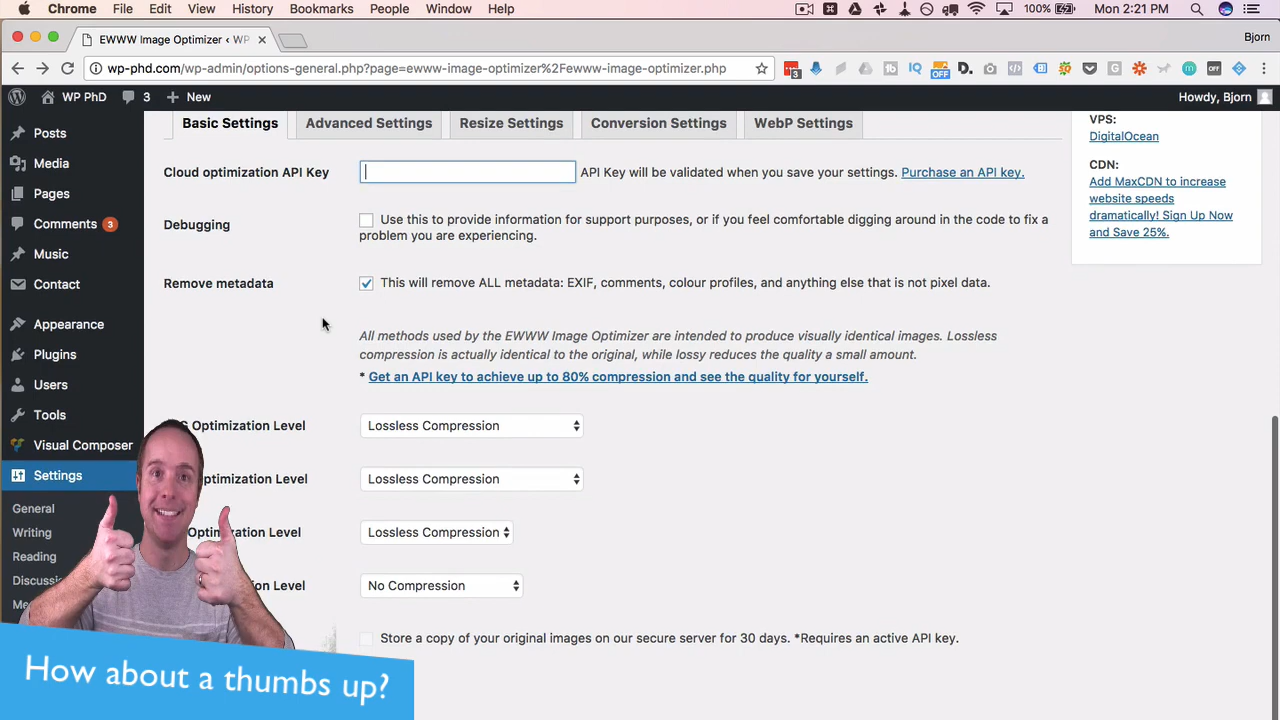 Chrome File Edit View History Bookmarks People Window Help 100% Mon 2:21 PM
EWWW Image Optimizer ‹ WP Bjorn
wp-phd.com/wp-admin/options-general.php?page=ewww-image-optimizer%2Fewww-image-optimizer.php
WP PhD 3 New Howdy, Bjorn
Posts
Media
Pages
Comments 3
Music
Contact
Appearance
Plugins
Users
Tools
Visual Composer
Settings
General
Writing
Reading
Basic Settings Advanced Settings Resize Settings Conversion Settings WebP Settings
Cloud optimization API Key API Key will be validated when you save your settings. Purchase an API key.
Debugging Use this to provide information for support purposes, or if you feel comfortable digging around in the code to fix a
problem you are experiencing.
Remove metadata This will remove ALL metadata: EXIF, comments, colour profiles, and anything else that is not pixel data.
All methods used by the EWWW Image Optimizer are intended to produce visually identical images. Lossless
compression is actually identical to the original, while lossy reduces the quality a small amount.
* Get an API key to achieve up to 80% compression and see the quality for yourself.
Optimization Level Lossless Compression
Optimization Level Lossless Compression
Optimization Level Lossless Compression
Level No Compression
Store a copy of your original images on our secure server for 30 days. *Requires an active API key.
VPS:
DigitalOcean
CDN:
Add MaxCDN to increase
website speeds
dramatically! Sign Up Now
and Save 25%.
How about a thumbs up?